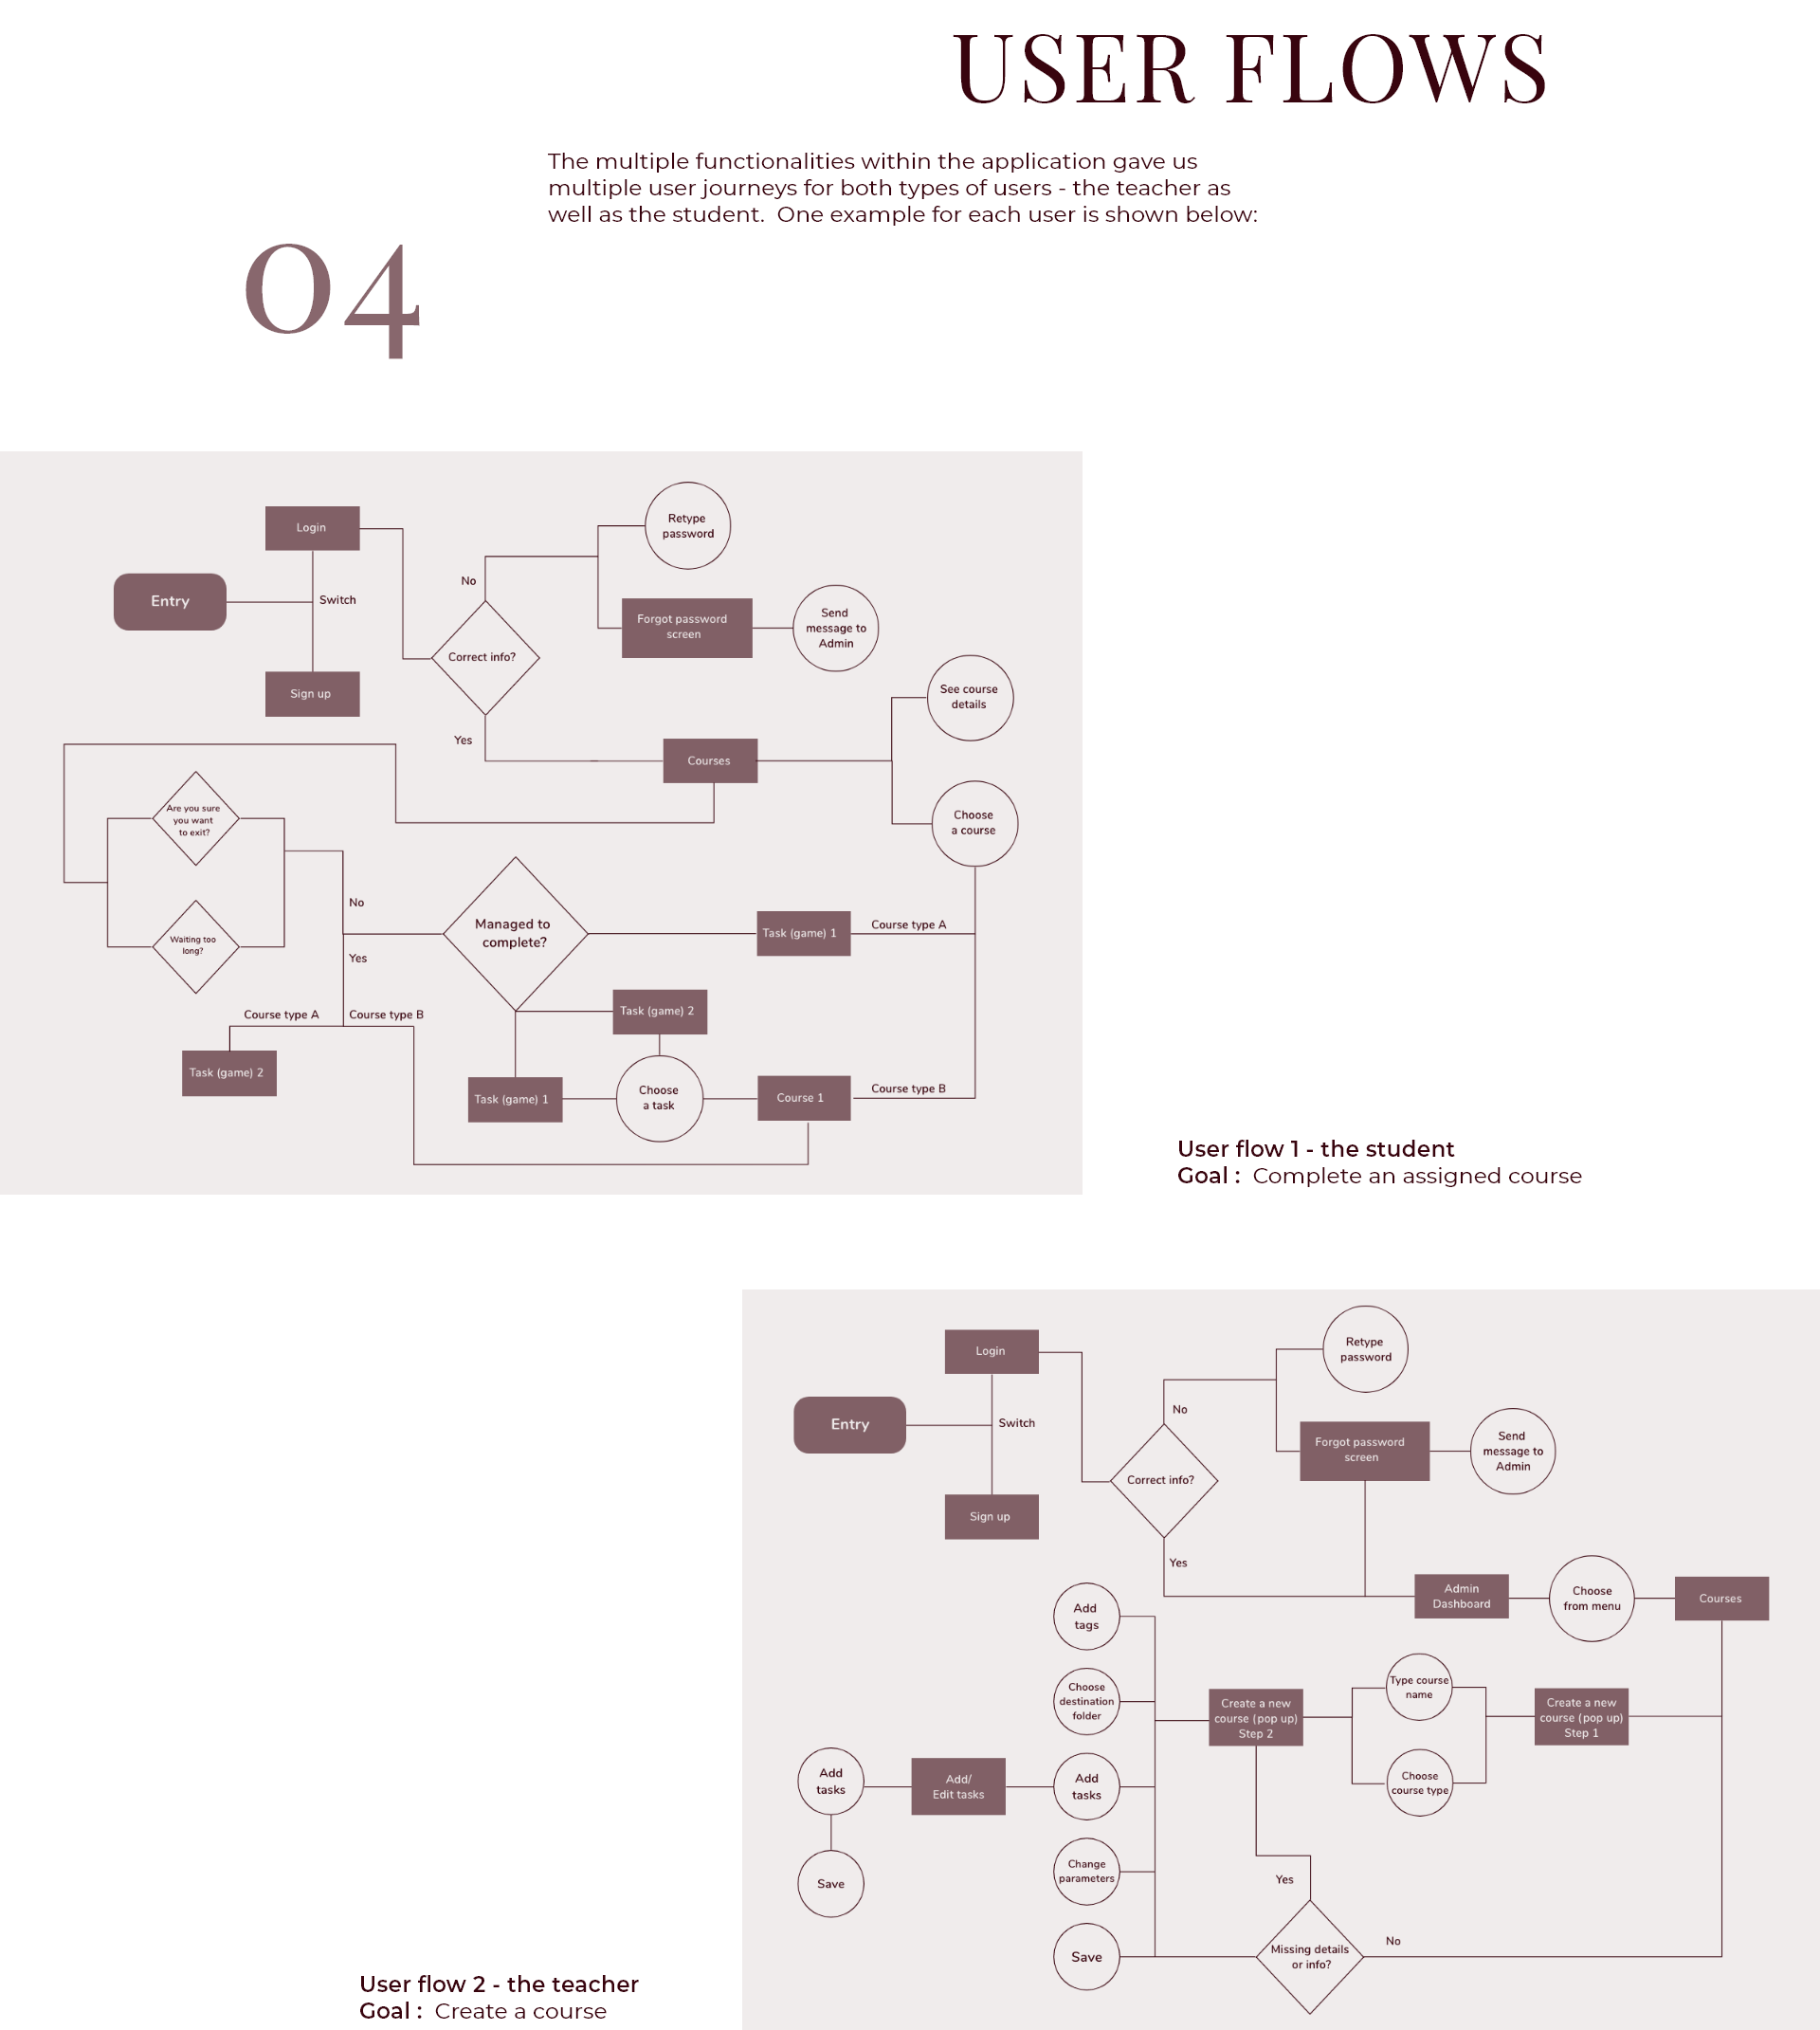 USER FLOWS
The multiple functionalities within the application gave us
multiple user journeys for both types of users - the teacher as
well as the student.  One example for each user is shown below:
04
Retype
password
Login
No
Entry
Switch
Forgot password
screen
Send
message to
Admin
Correct info?
Sign up
See course
details
Yes
Courses
Are you sure
you want
to exit?
Choose
a course
No
Managed to
complete?
Task (game) 1
Course type A
Waiting too
long?
Yes
Course type A
Course type B
Task (game) 2
Task (game) 2
Task (game) 1
Choose
a task
Course 1
Course type B
User flow 1 - the student
Goal :  Complete an assigned course
Retype
password
Login
No
Entry
Switch
Forgot password
screen
Send
message to
Admin
Correct info?
Sign up
Yes
Admin
Dashboard
Choose
from menu
Courses
Add
tags
Choose
destination
folder
Create a new
course (pop up)
Step 2
Type course
name
Create a new
course (pop up)
Step 1
Choose
course type
Add
tasks
Add/
Edit tasks
Add
tasks
Change
parameters
Save
Yes
Save
Missing details
or info?
No
User flow 2 - the teacher
Goal :  Create a course